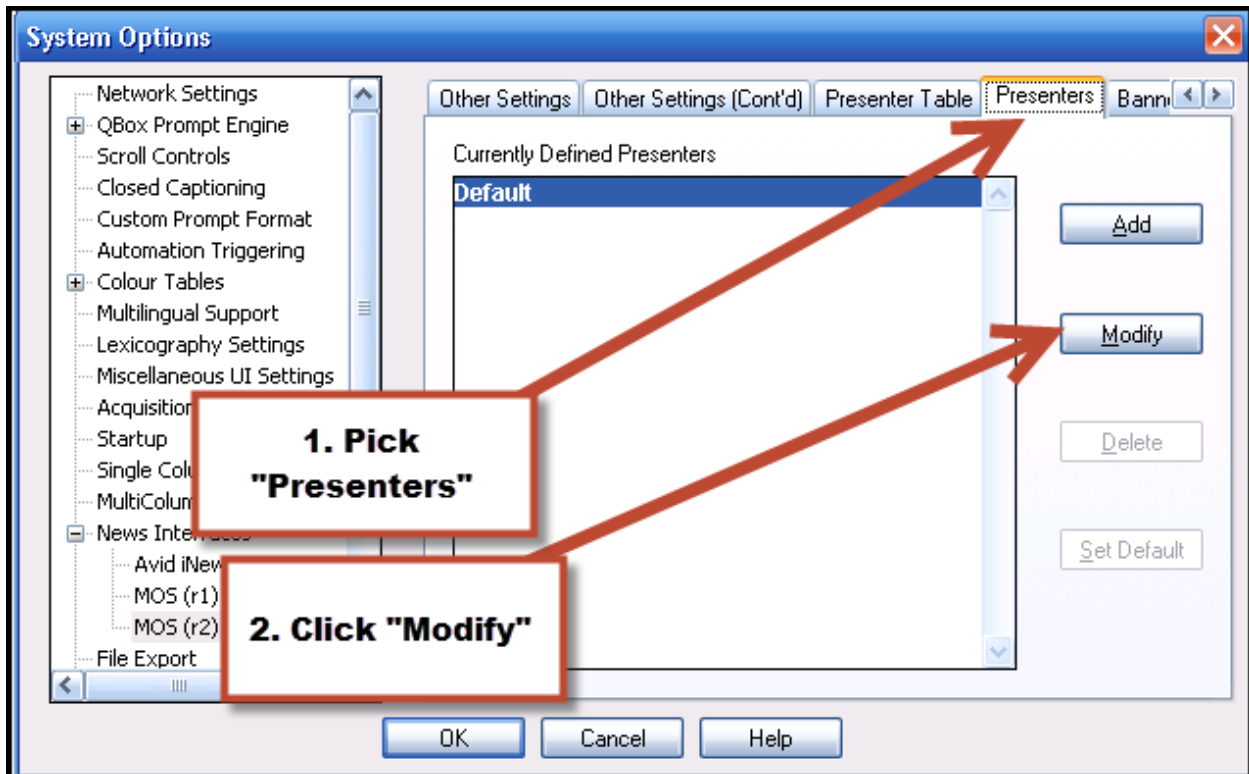 System Options
Network Settings
QBox Prompt Engine
Scroll Controls
Closed Captioning
Custom Prompt Format
Automation Triggering
Colour Tables
Multilingual Support
Lexicography Settings
Miscellaneous UI Settings
Acquisition
Startup
Single
MultiColum
News
Avid iNew
MOS (r1)
MOS (r2)
File Export
Other Settings
Other Settings (Cont'd)
Presenter Table
Presenters
Bann
Currently Defined Presenters
Default
Add
Modify
Delete
Set Default
1. Pick
"Presenters"
2. Click "Modify"
OK
Cancel
Help